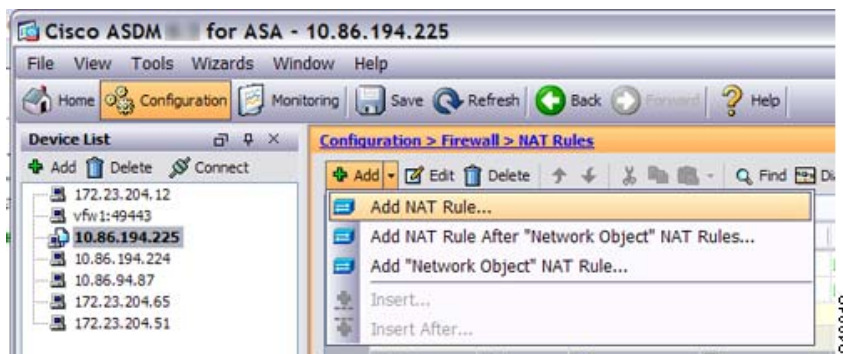 Cisco ASDM for ASA - 10.86.194.225
File View Tools Wizards Window Help
Home Configuration Monitoring Save Refresh Back Forward Help
Device List
Add Delete Connect
172.23.204.12
vfw1:49443
10.86.194.225
10.86.194.224
10.86.94.87
172.23.204.65
172.23.204.51
Configuration > Firewall > NAT Rules
Add Edit Delete Find Di
Add NAT Rule...
Add NAT Rule After "Network Object" NAT Rules...
Add "Network Object" NAT Rule...
Insert...
Insert After...